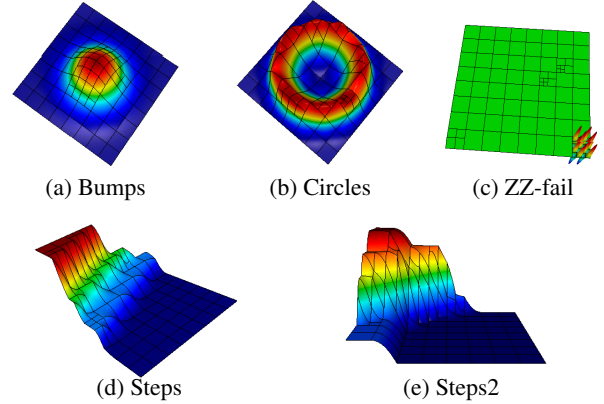 (a) Bumps
(b) Circles
(c) ZZ-fail
(d) Steps
(e) Steps2